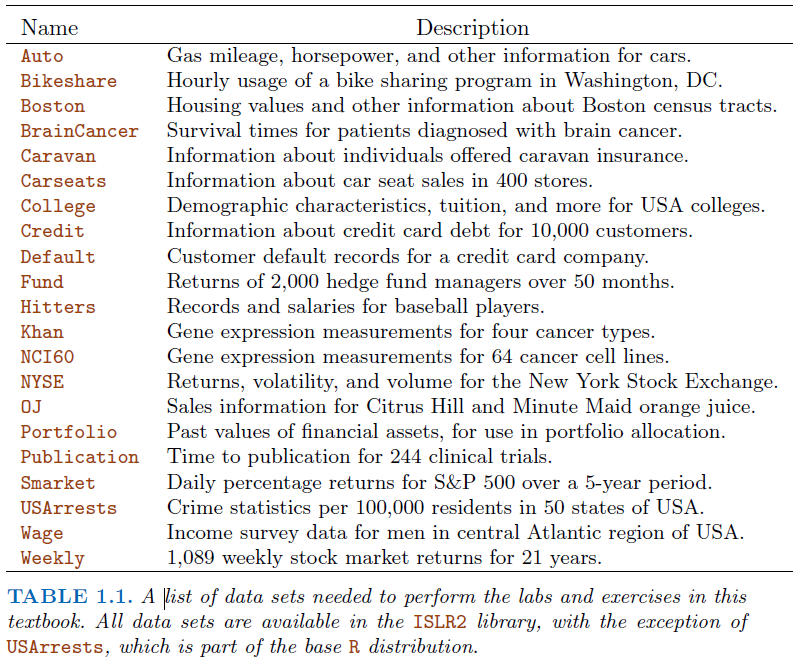 Name Description
Auto Gas mileage, horsepower, and other information for cars.
Bikeshare Hourly usage of a bike sharing program in Washington, DC.
Boston Housing values and other information about Boston census tracts.
BrainCancer Survival times for patients diagnosed with brain cancer.
Caravan Information about individuals offered caravan insurance.
Carseats Information about car seat sales in 400 stores.
College Demographic characteristics, tuition, and more for USA colleges.
Credit Information about credit card debt for 10,000 customers.
Default Customer default records for a credit card company.
Fund Returns of 2,000 hedge fund managers over 50 months.
Hitters Records and salaries for baseball players.
Khan Gene expression measurements for four cancer types.
NCI60 Gene expression measurements for 64 cancer cell lines.
NYSE Returns, volatility, and volume for the New York Stock Exchange.
OJ Sales information for Citrus Hill and Minute Maid orange juice.
Portfolio Past values of financial assets, for use in portfolio allocation.
Publication Time to publication for 244 clinical trials.
Smarket Daily percentage returns for S&P 500 over a 5-year period.
USArrests Crime statistics per 100,000 residents in 50 states of USA.
Wage Income survey data for men in central Atlantic region of USA.
Weekly 1,089 weekly stock market returns for 21 years.
TABLE 1.1. A list of data sets needed to perform the labs and exercises in this
textbook. All data sets are available in the ISLR2 library, with the exception of
USArrests, which is part of the base R distribution.